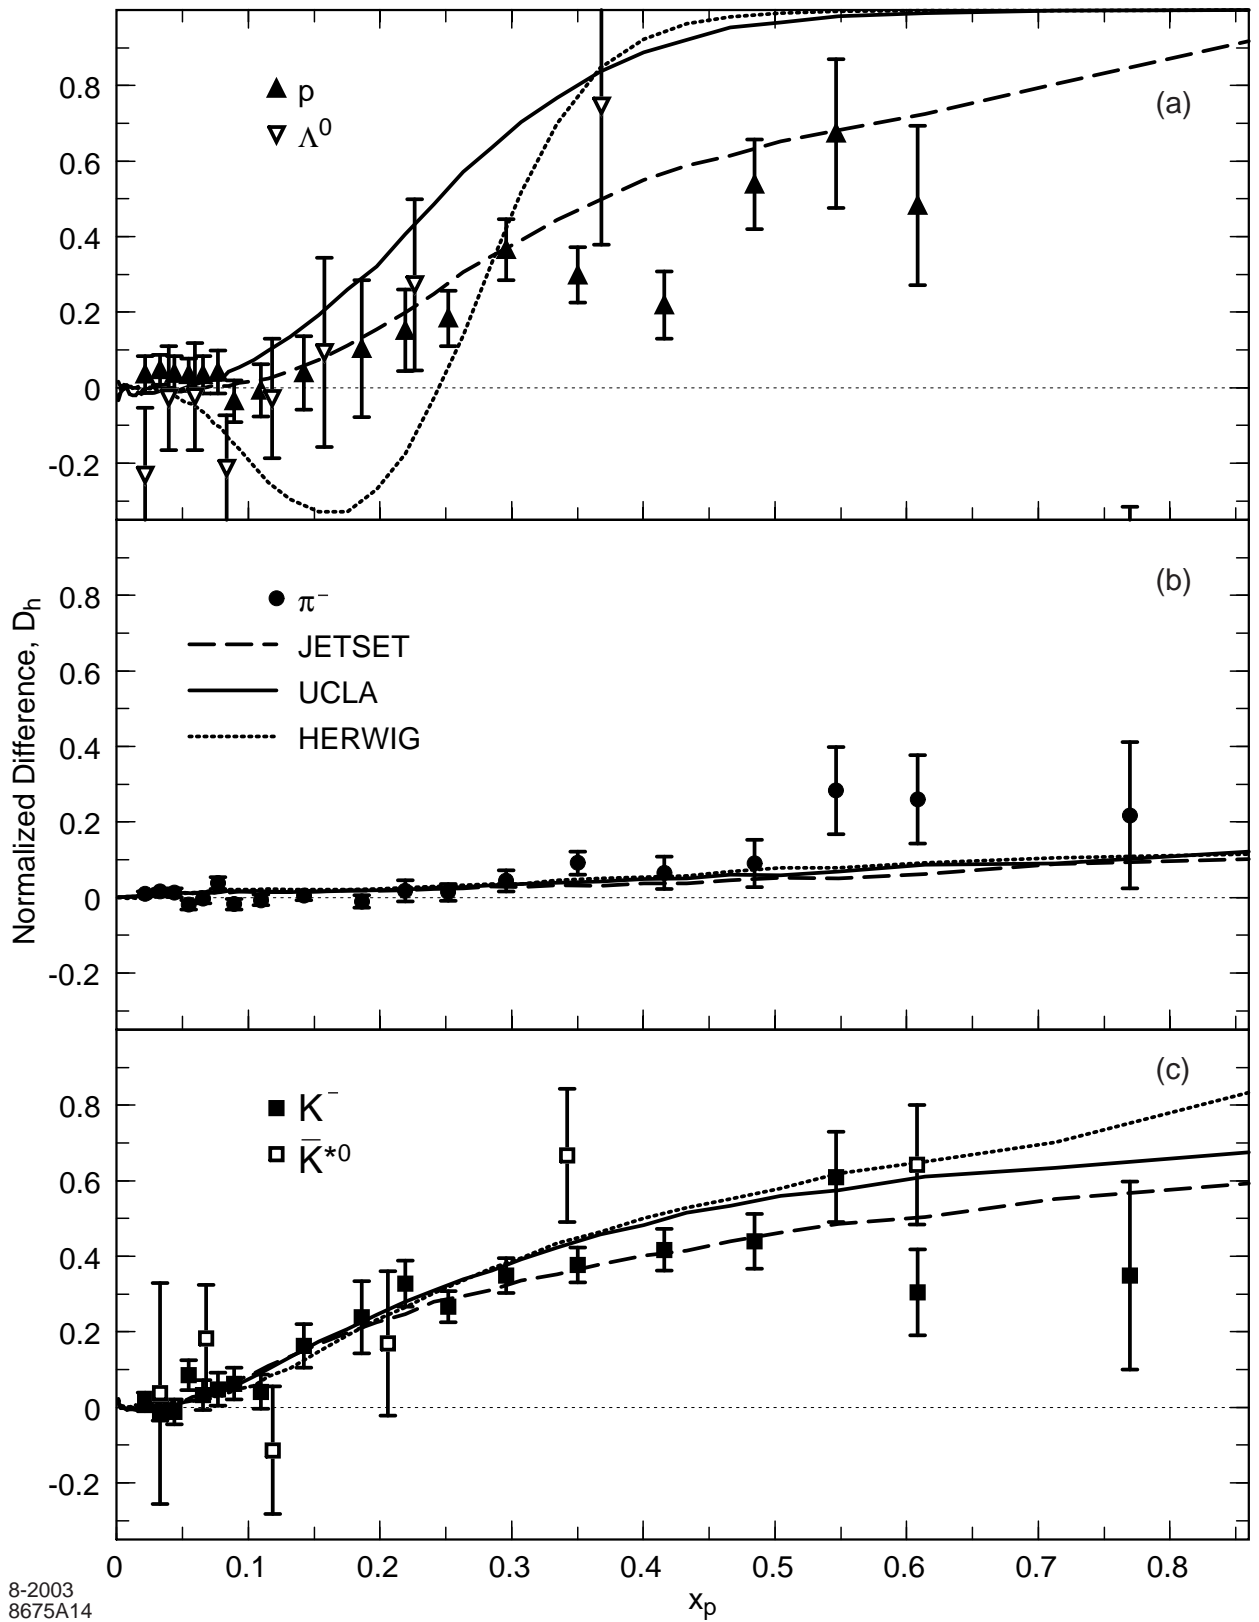 0.8
0.6
0.4
0.2
0
-0.2
p
Λ⁰
(a)
Normalized Difference, D_h
0.8
0.6
0.4
0.2
0
-0.2
π⁻
JETSET
UCLA
HERWIG
(b)
0.8
0.6
0.4
0.2
0
-0.2
K⁻
K̅*⁰
(c)
0 0.1 0.2 0.3 0.4 0.5 0.6 0.7 0.8
x_p
8-2003
8675A14